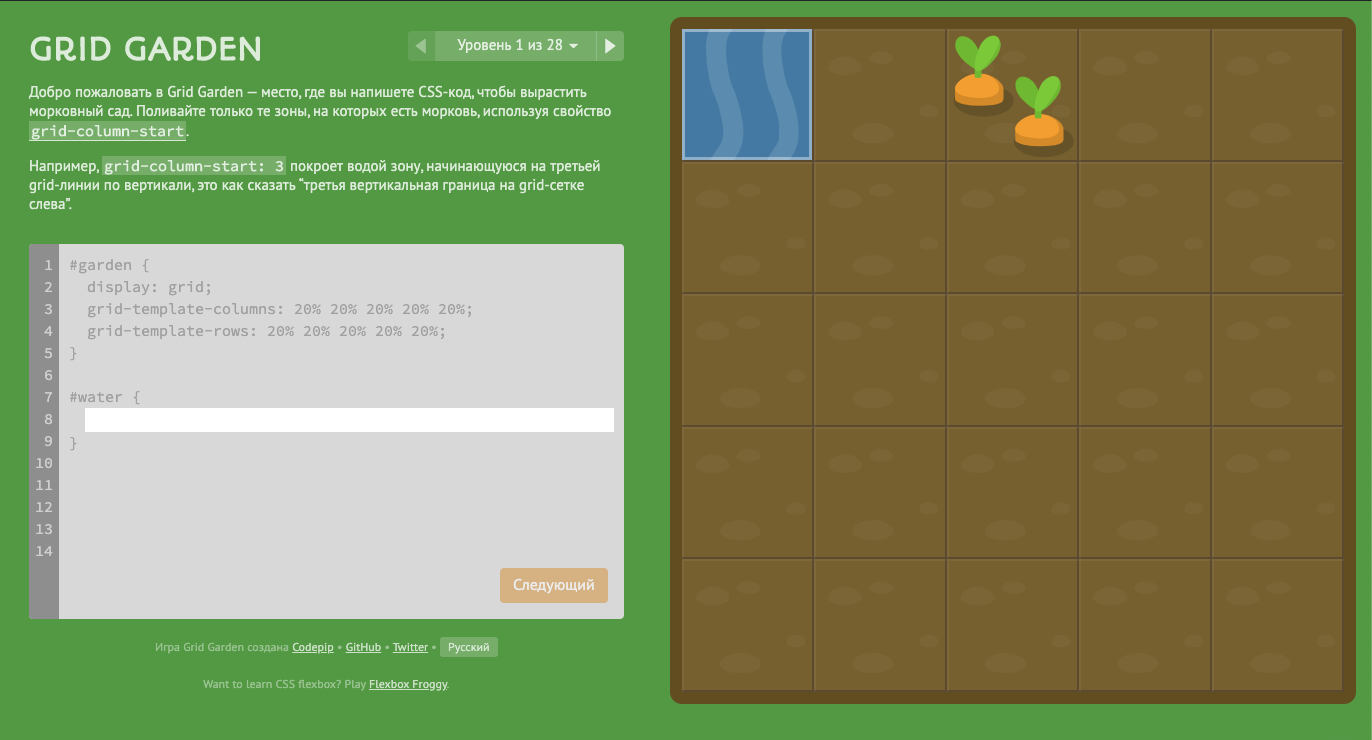 GRID GARDEN
Уровень 1 из 28
Добро пожаловать в Grid Garden — место, где вы напишете CSS-код, чтобы вырастить
морковный сад. Поливайте только те зоны, на которых есть морковь, используя свойство
grid-column-start.
Например, grid-column-start: 3 покроет водой зону, начинающуюся на третьей
grid-линии по вертикали, это как сказать “третья вертикальная граница на grid-сетке
слева”.
1 #garden {
2 display: grid;
3 grid-template-columns: 20% 20% 20% 20% 20%;
4 grid-template-rows: 20% 20% 20% 20% 20%;
5 }
6
7 #water {
8
9 }
10
11
12
13
14
Следующий
Игра Grid Garden создана Codepip • GitHub • Twitter • Русский
Want to learn CSS flexbox? Play Flexbox Froggy.